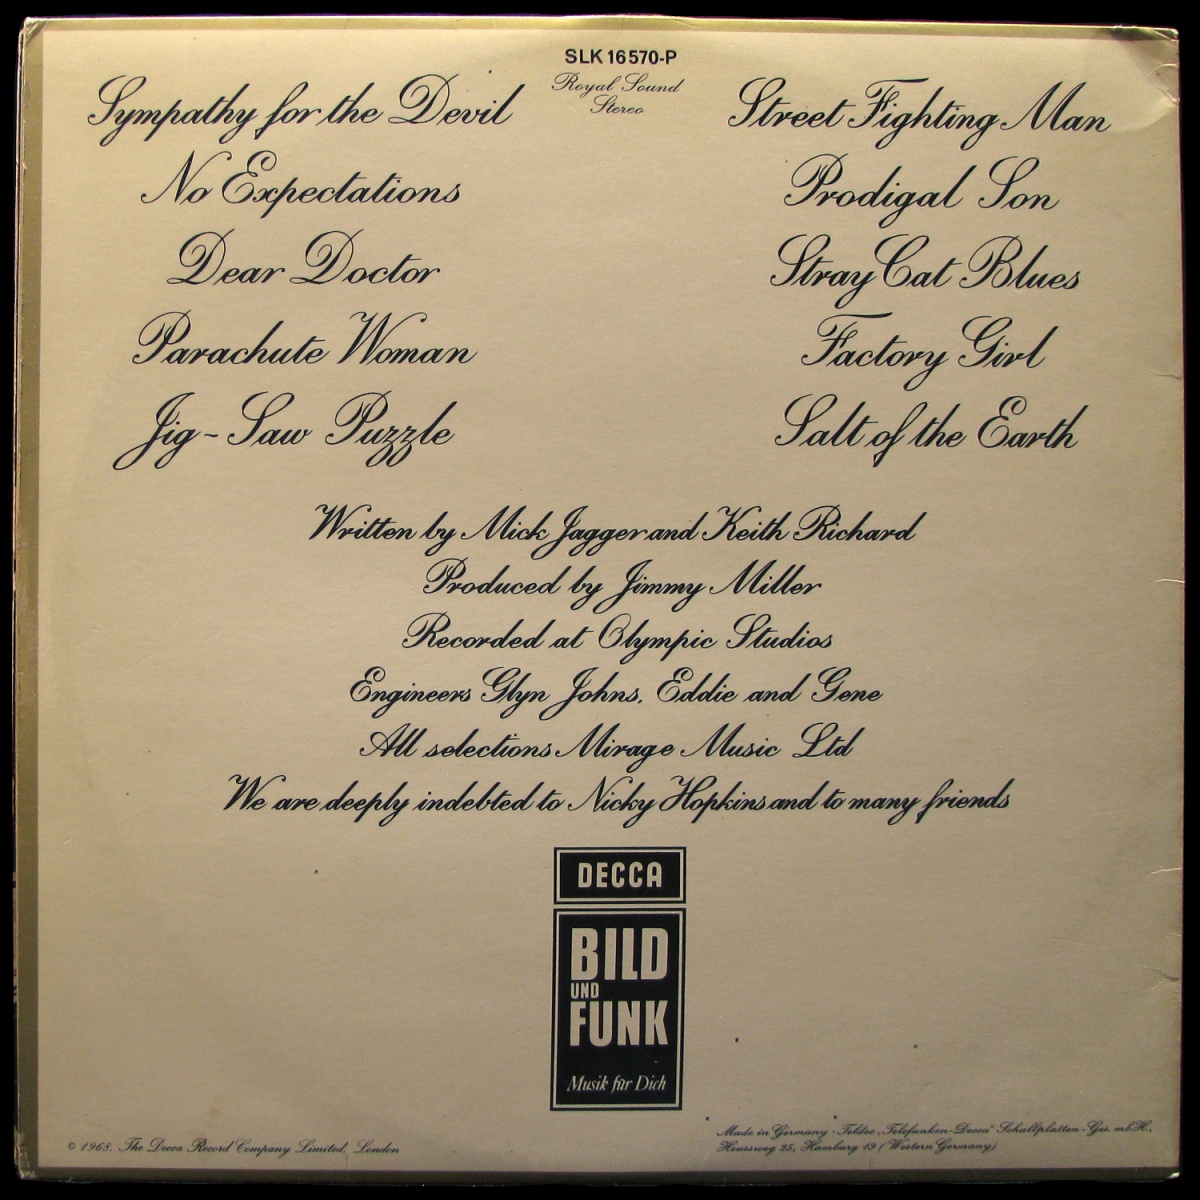 SLK 16570-P
Royal Sound
Stereo
Sympathy for the Devil
No Expectations
Dear Doctor
Parachute Woman
Jig-Saw Puzzle
Street Fighting Man
Prodigal Son
Stray Cat Blues
Factory Girl
Salt of the Earth
Written by Mick Jagger and Keith Richard
Produced by Jimmy Miller
Recorded at Olympic Studios
Engineers Glyn Johns. Eddie and Gene
All selections Mirage Music Ltd
We are deeply indebted to Nicky Hopkins and to many friends
DECCA
BILD
UND
FUNK
Musik für Dich
© 1968. The Decca Record Company Limited, London
Made in Germany · Teldec „Telefunken-Decca" Schallplatten-Ges. mbH.,
Heussweg 25, Hamburg 19 (Western Germany)